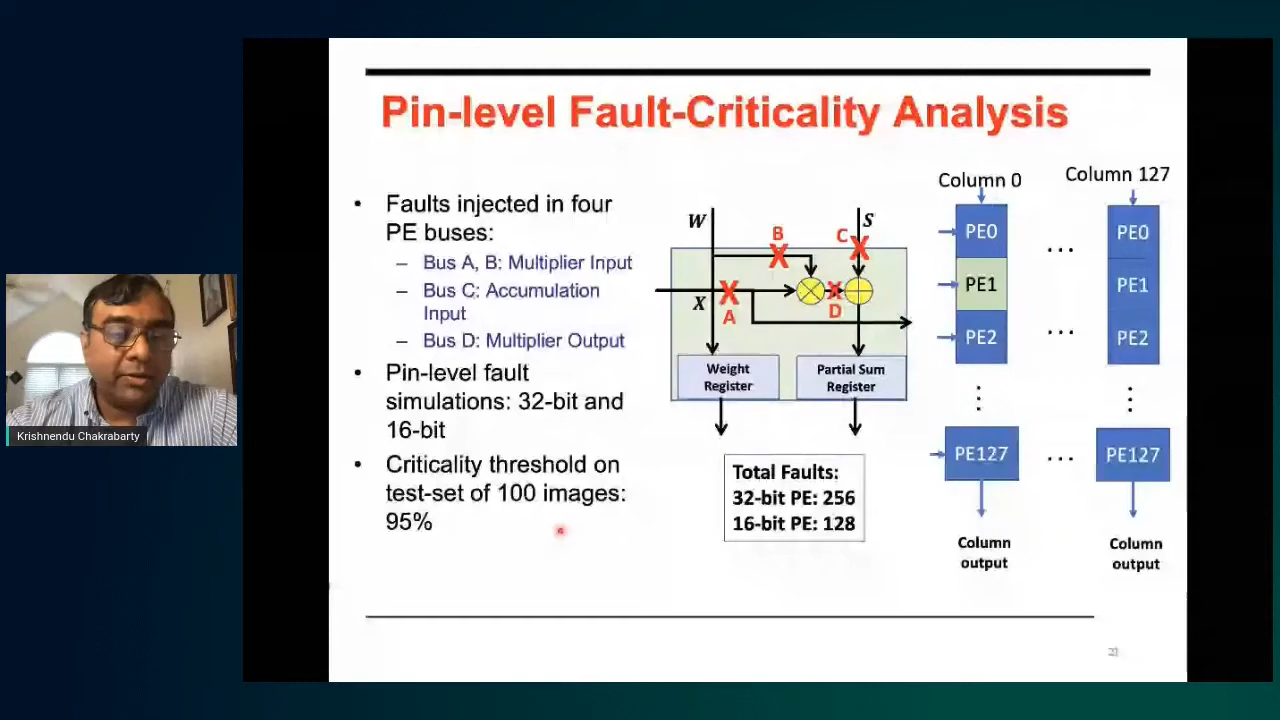 Pin-level Fault-Criticality Analysis
• Faults injected in four
PE buses:
– Bus A, B: Multiplier Input
– Bus C: Accumulation
Input
– Bus D: Multiplier Output
• Pin-level fault
simulations: 32-bit and
16-bit
• Criticality threshold on
test-set of 100 images:
95%
W
S
B
C
X
A
D
Weight
Register
Partial Sum
Register
Total Faults:
32-bit PE: 256
16-bit PE: 128
Column 0
Column 127
PE0
...
PE0
PE1
PE1
PE2
...
PE2
PE127
...
PE127
Column
output
Column
output
Krishnendu Chakrabarty